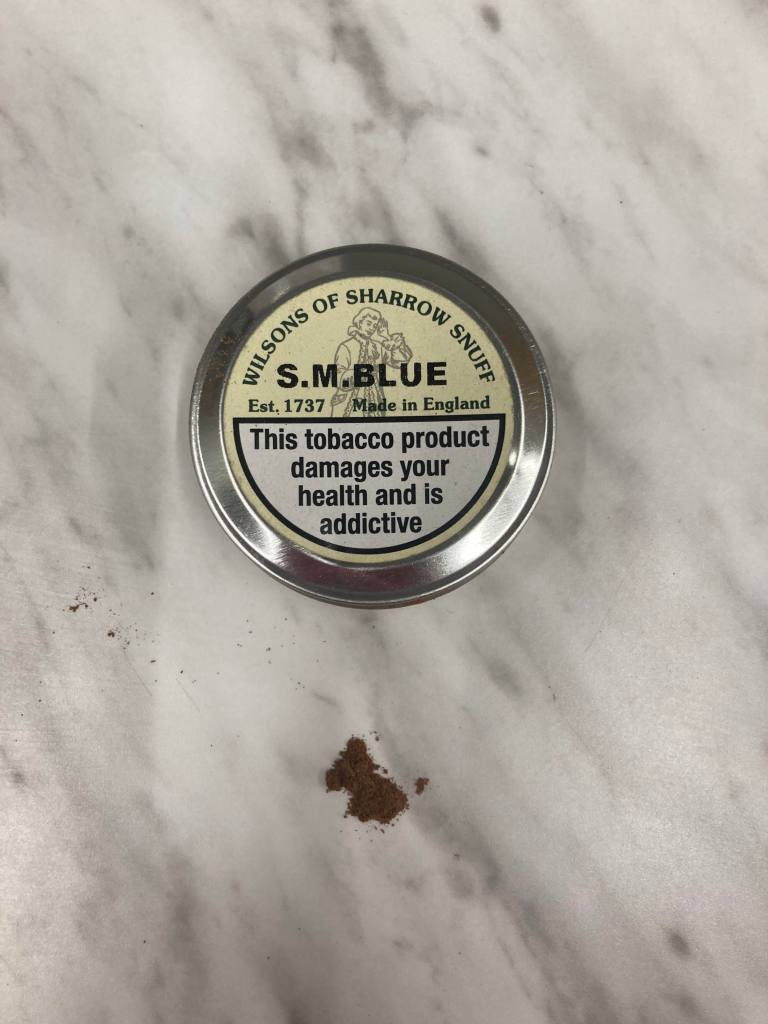 WILSONS OF SHARROW SNUFF
S.M.BLUE
Est. 1737 Made in England
This tobacco product
damages your
health and is
addictive